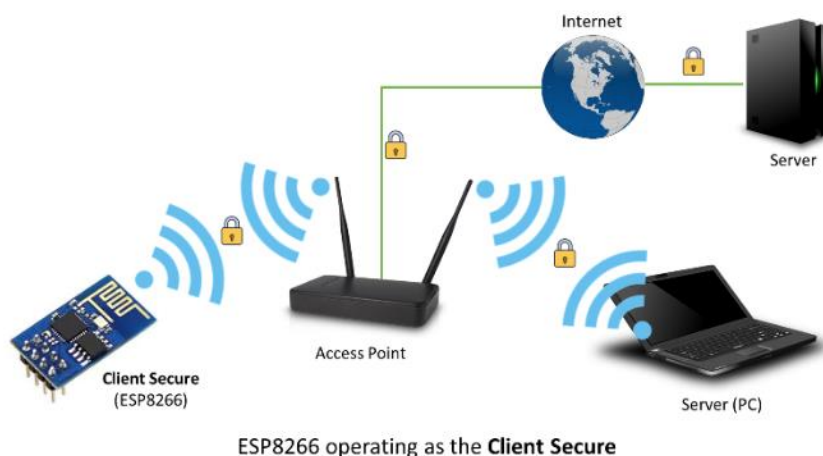 Internet
Server
Access Point
Client Secure
(ESP8266)
Server (PC)
ESP8266 operating as the Client Secure